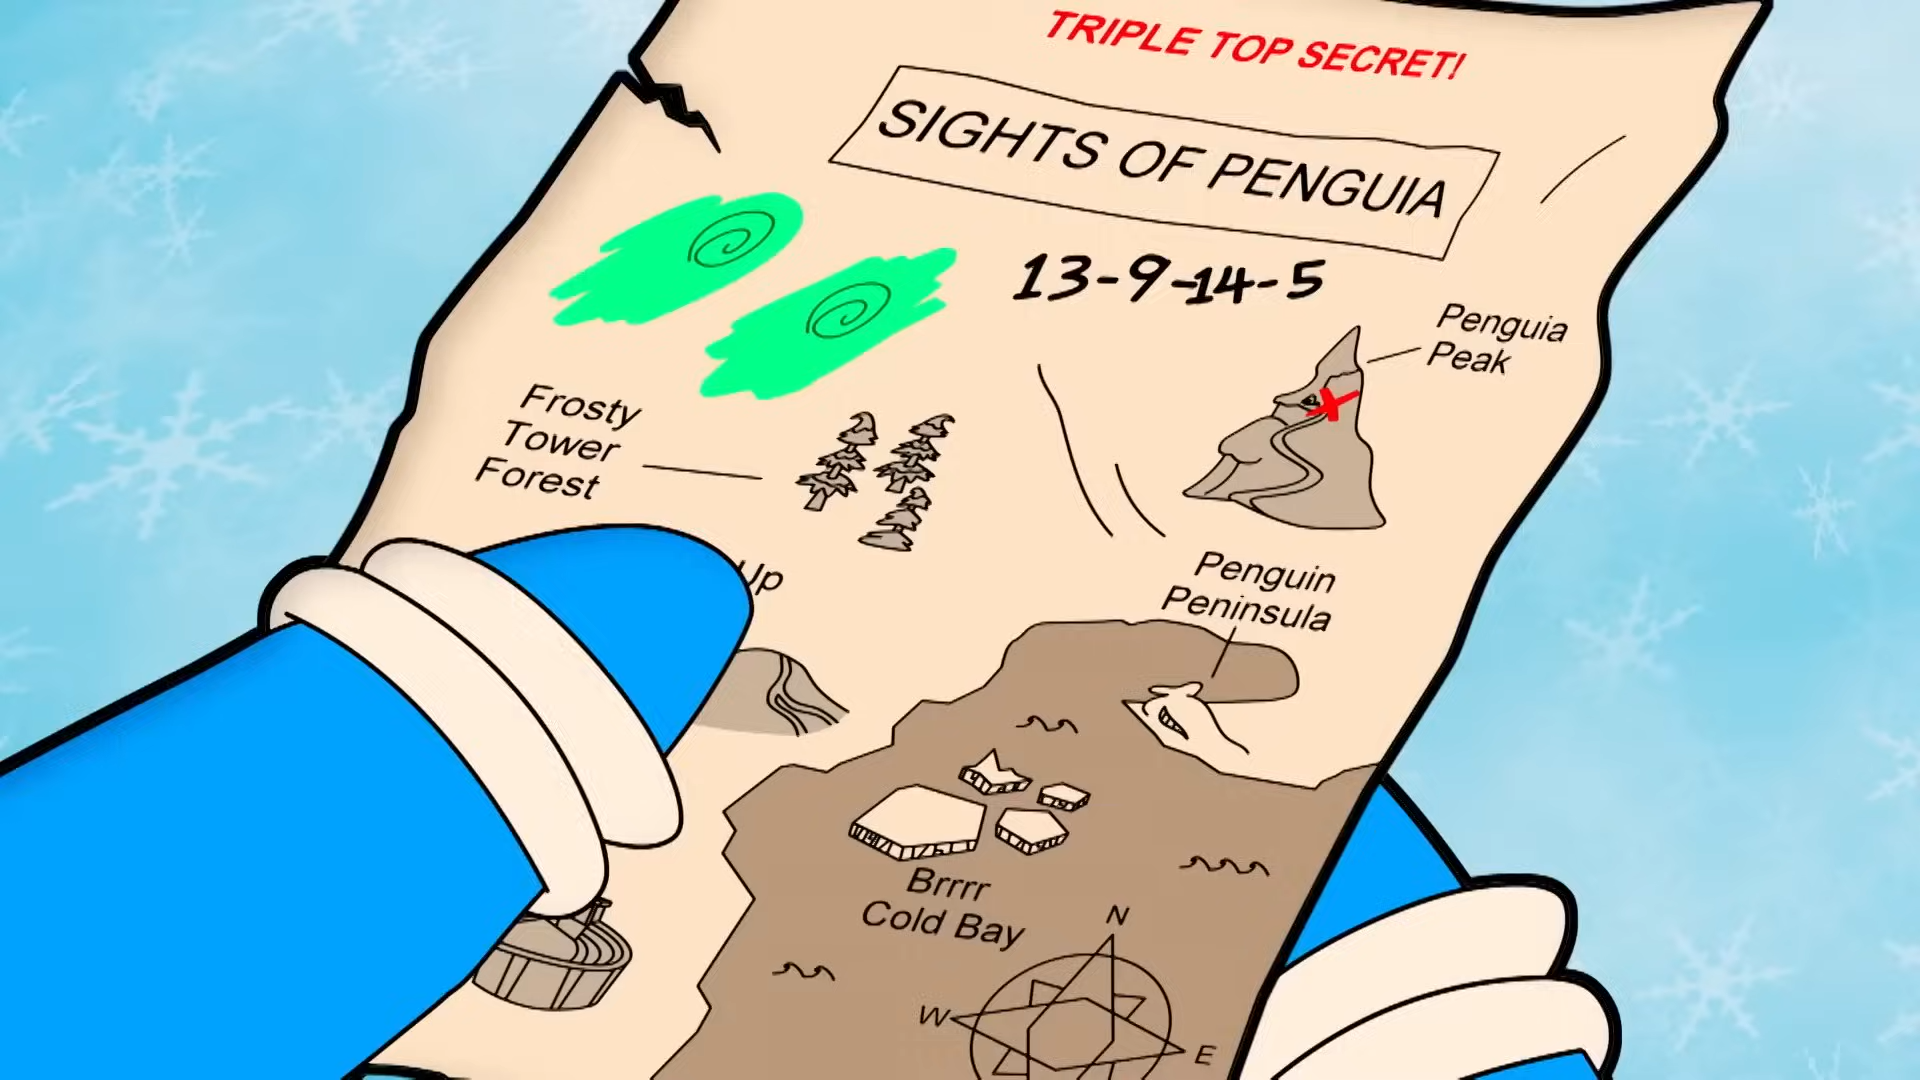 TRIPLE TOP SECRET!
SIGHTS OF PENGUIA
13-9-14-5
Penguia
Peak
Frosty
Tower
Forest
Up
Penguin
Peninsula
Brrrr
Cold Bay
N
W
E